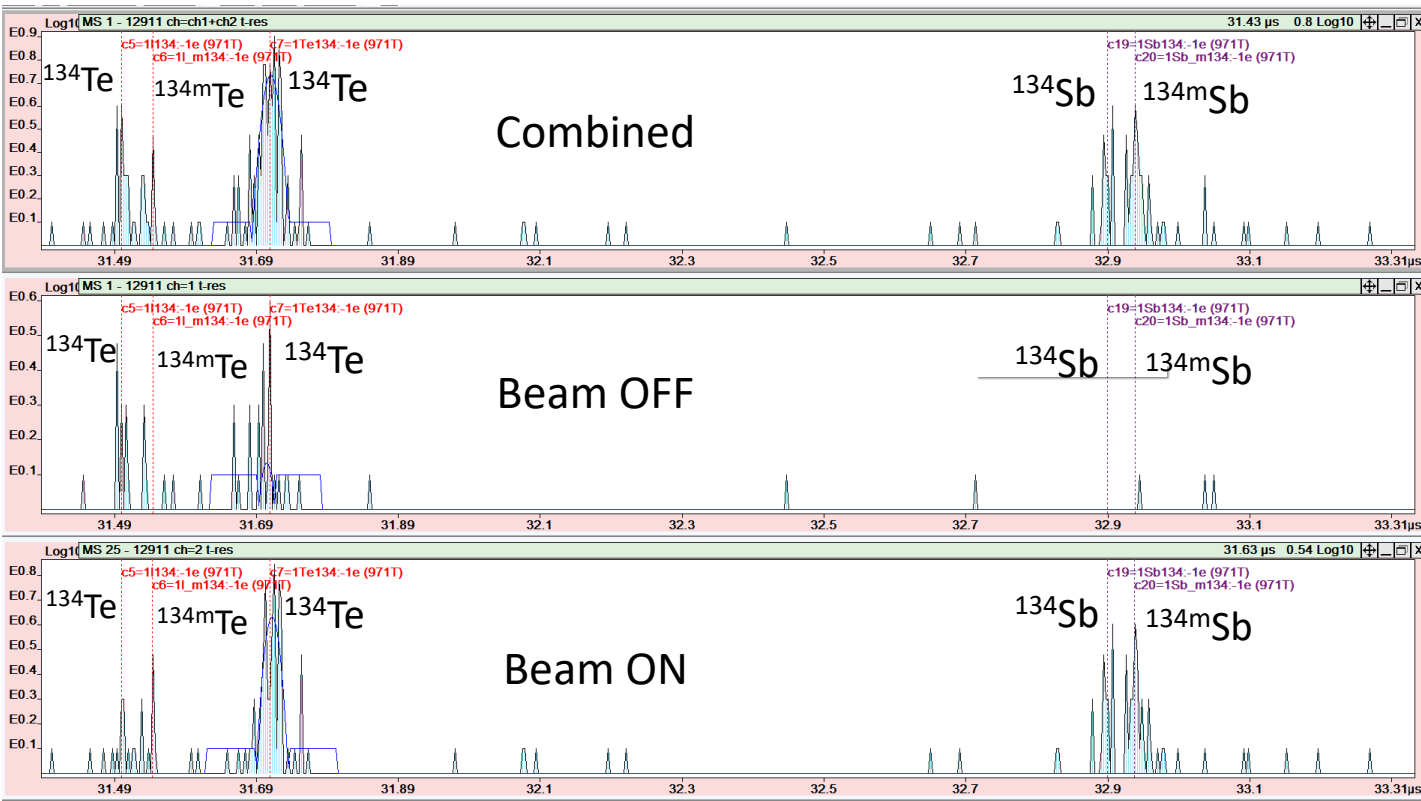 Log10 MS 1 - 12911 ch=ch1+ch2 t-res 31.43 µs 0.8 Log10
E0.9
c5=1I134:-1e (971T) c7=1Te134:-1e (971T) c19=1Sb134:-1e (971T)
E0.8
c6=1I_m134:-1e (971T) c20=1Sb_m134:-1e (971T)
134Te 134mTe 134Te 134Sb 134mSb
E0.7
E0.6
E0.5
Combined
E0.4
E0.3
E0.2
E0.1
31.49 31.69 31.89 32.1 32.3 32.5 32.7 32.9 33.1 33.31µs
Log10 MS 1 - 12911 ch=1 t-res
E0.6
c5=1I134:-1e (971T) c7=1Te134:-1e (971T) c19=1Sb134:-1e (971T)
c6=1I_m134:-1e (971T) c20=1Sb_m134:-1e (971T)
E0.5
134Te 134mTe 134Te 134Sb 134mSb
E0.4
Beam OFF
E0.3
E0.2
E0.1
31.49 31.69 31.89 32.1 32.3 32.5 32.7 32.9 33.1 33.31µs
Log10 MS 25 - 12911 ch=2 t-res 31.63 µs 0.54 Log10
E0.8
c5=1I134:-1e (971T) c7=1Te134:-1e (971T) c19=1Sb134:-1e (971T)
c6=1I_m134:-1e (971T) c20=1Sb_m134:-1e (971T)
E0.7
134Te 134mTe 134Te 134Sb 134mSb
E0.6
E0.5
E0.4
Beam ON
E0.3
E0.2
E0.1
31.49 31.69 31.89 32.1 32.3 32.5 32.7 32.9 33.1 33.31µs